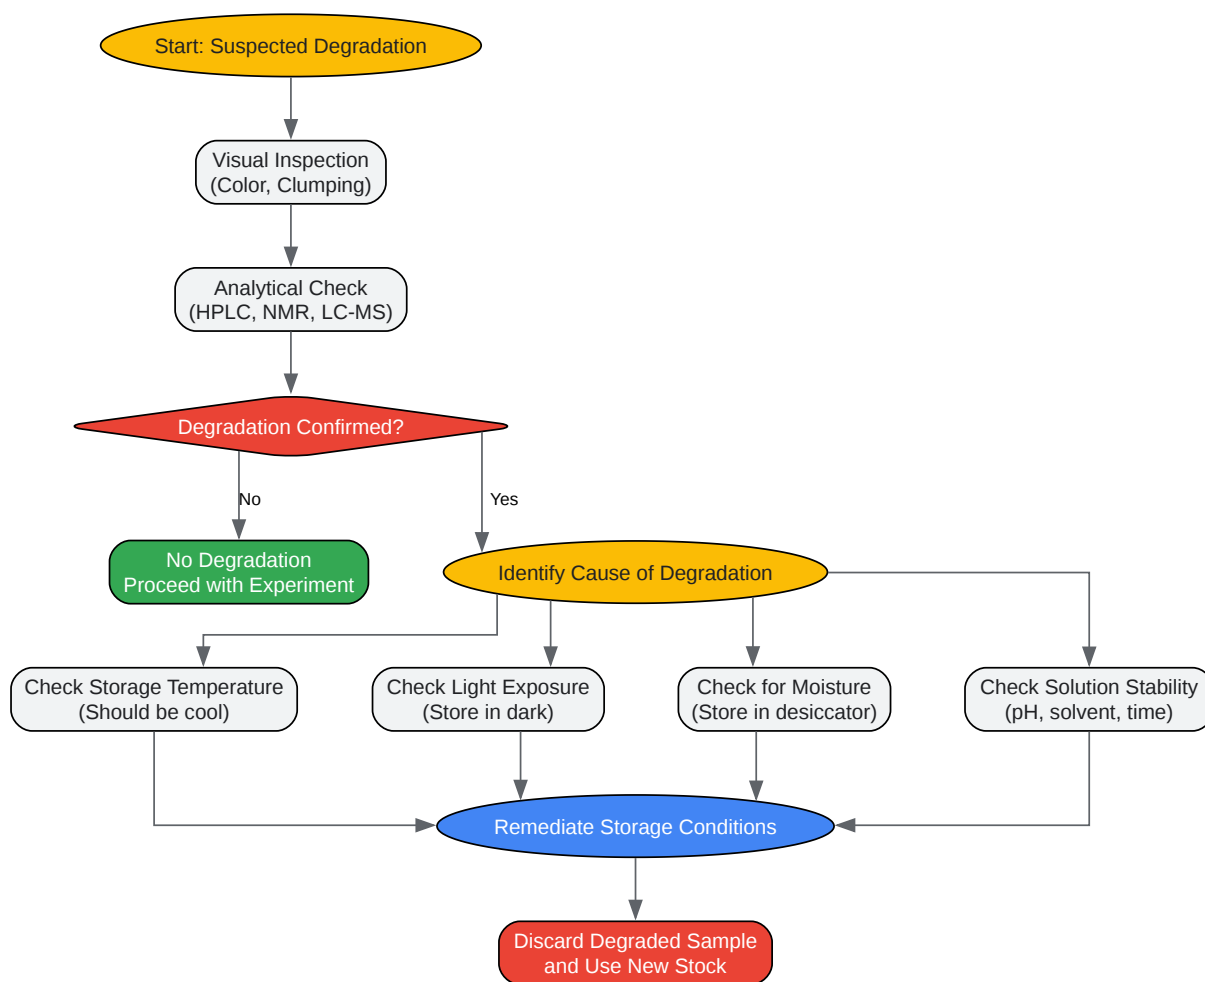 Start: Suspected Degradation
Visual Inspection
(Color, Clumping)
Analytical Check
(HPLC, NMR, LC-MS)
Degradation Confirmed?
No
Yes
No Degradation
Proceed with Experiment
Identify Cause of Degradation
Check Storage Temperature
(Should be cool)
Check Light Exposure
(Store in dark)
Check for Moisture
(Store in desiccator)
Check Solution Stability
(pH, solvent, time)
Remediate Storage Conditions
Discard Degraded Sample
and Use New Stock